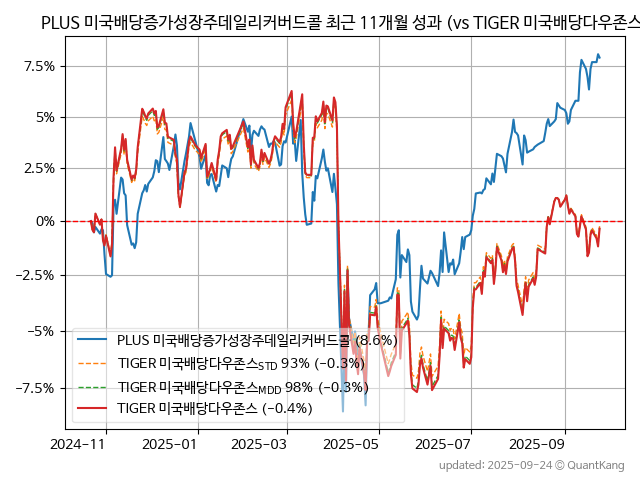 PLUS 미국배당증가성장주데일리커버드콜 최근 11개월 성과 (vs TIGER 미국배당다우존스
7.5%
5%
2.5%
0%
−2.5%
−5%
−7.5%
PLUS 미국배당증가성장주데일리커버드콜 (8.6%)
TIGER 미국배당다우존스STD 93% (−0.3%)
TIGER 미국배당다우존스MDD 98% (−0.3%)
TIGER 미국배당다우존스 (−0.4%)
2024−11 2025−01 2025−03 2025−05 2025−07 2025−09
updated: 2025-09-24 © QuantKang